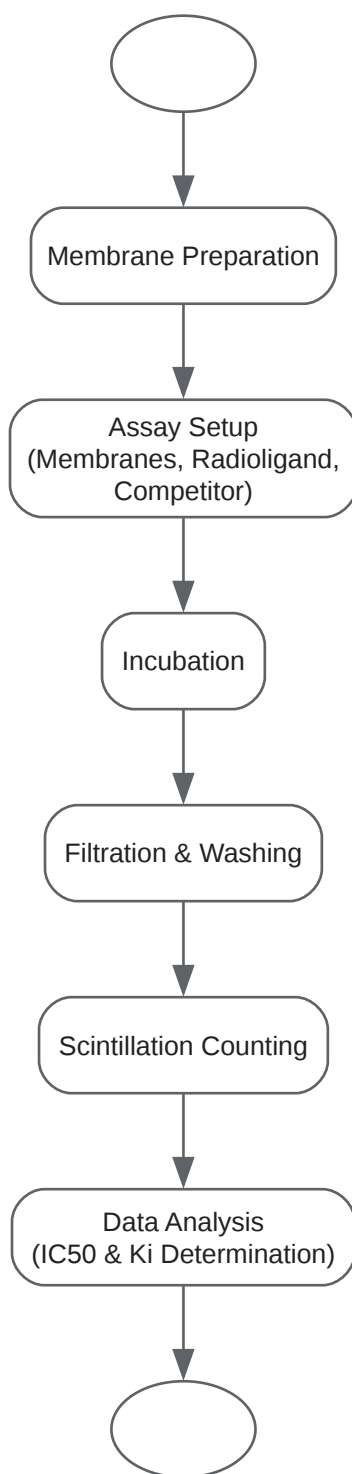 Membrane Preparation
Assay Setup
(Membranes, Radioligand,
Competitor)
Incubation
Filtration & Washing
Scintillation Counting
Data Analysis
(IC50 & Ki Determination)